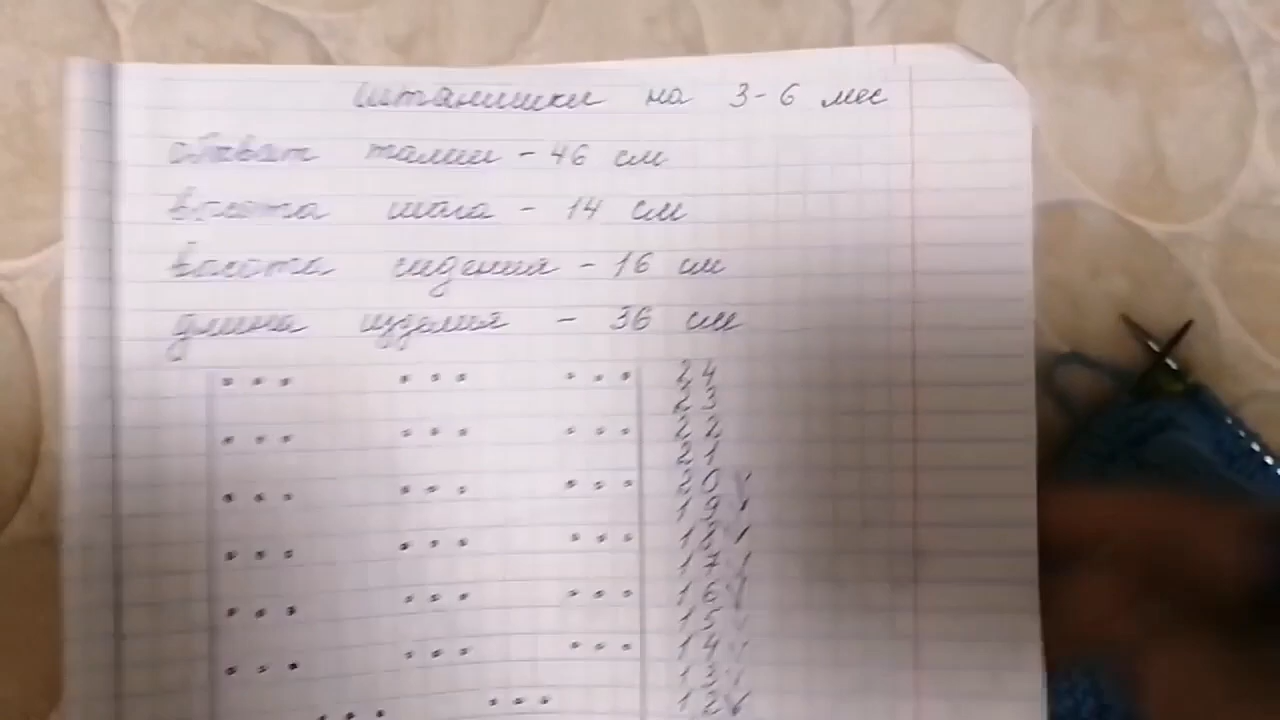 штанишки на 3-6 мес
обхват талии - 46 см
высота шага - 14 см
высота сидения - 16 см
длина изделия - 36 см
24
23
22
21
20
19
18
17
16
15
14
13
12